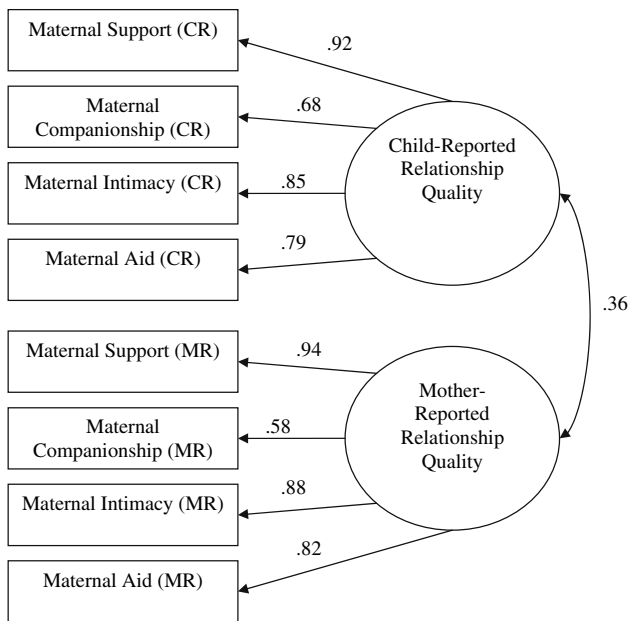 Maternal Support (CR)
.92
Maternal
Companionship (CR)
.68
Maternal Intimacy (CR)
.85
Maternal Aid (CR)
.79
Child-Reported
Relationship
Quality
.36
Maternal Support (MR)
.94
Maternal
Companionship (MR)
.58
Maternal Intimacy (MR)
.88
Maternal Aid (MR)
.82
Mother-
Reported
Relationship
Quality